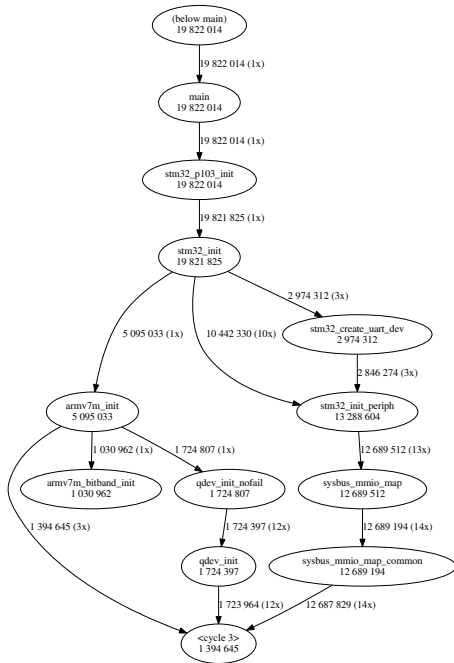 (below main)
19 822 014
19 822 014 (1x)
main
19 822 014
19 822 014 (1x)
stm32_p103_init
19 822 014
19 821 825 (1x)
stm32_init
19 821 825
2 974 312 (3x)
5 095 033 (1x)
10 442 330 (10x)
stm32_create_uart_dev
2 974 312
2 846 274 (3x)
armv7m_init
5 095 033
stm32_init_periph
13 288 604
1 030 962 (1x)
1 724 807 (1x)
12 689 512 (13x)
armv7m_bitband_init
1 030 962
qdev_init_nofail
1 724 807
sysbus_mmio_map
12 689 512
1 394 645 (3x)
1 724 397 (12x)
12 689 194 (14x)
qdev_init
1 724 397
sysbus_mmio_map_common
12 689 194
1 723 964 (12x)
12 687 829 (14x)
<cycle 3>
1 394 645